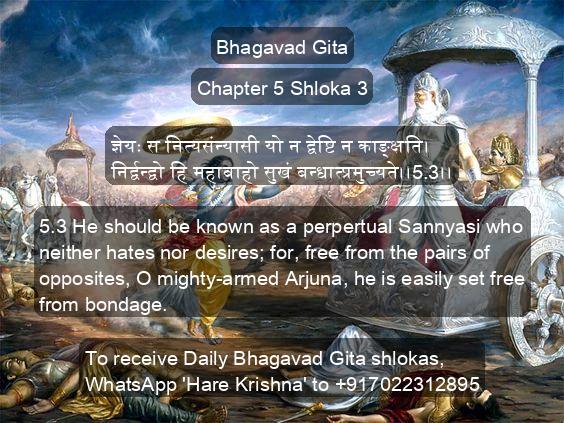 Bhagavad Gita
Chapter 5 Shloka 3
ज्ञेयः स नित्यसंन्यासी यो न द्वेष्टि न काङ्क्षति।
निर्द्वन्द्वो हि महाबाहो सुखं बन्धात्प्रमुच्यते।।5.3।।
5.3 He should be known as a perpertual Sannyasi who
neither hates nor desires; for, free from the pairs of
opposites, O mighty-armed Arjuna, he is easily set free
from bondage.
To receive Daily Bhagavad Gita shlokas,
WhatsApp 'Hare Krishna' to +917022312895